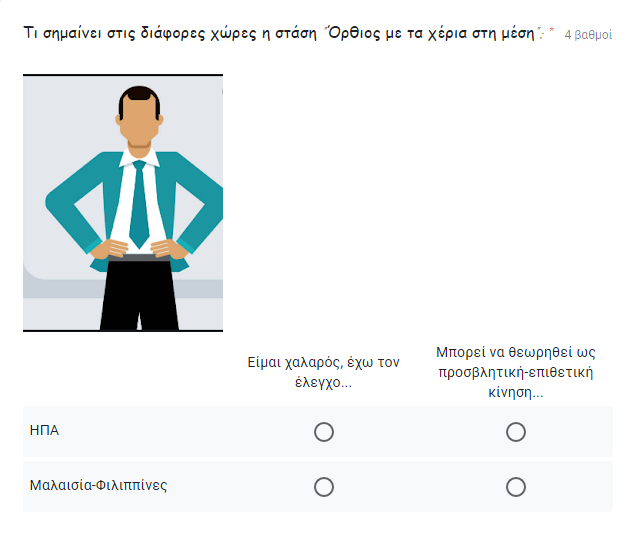 Τι σημαίνει στις διάφορες χώρες η στάση "Όρθιος με τα χέρια στη μέση": * 4 βαθμοί
Είμαι χαλαρός, έχω τον
έλεγχο...
Μπορεί να θεωρηθεί ως
προσβλητική-επιθετική
κίνηση...
ΗΠΑ
Μαλαισία-Φιλιππίνες